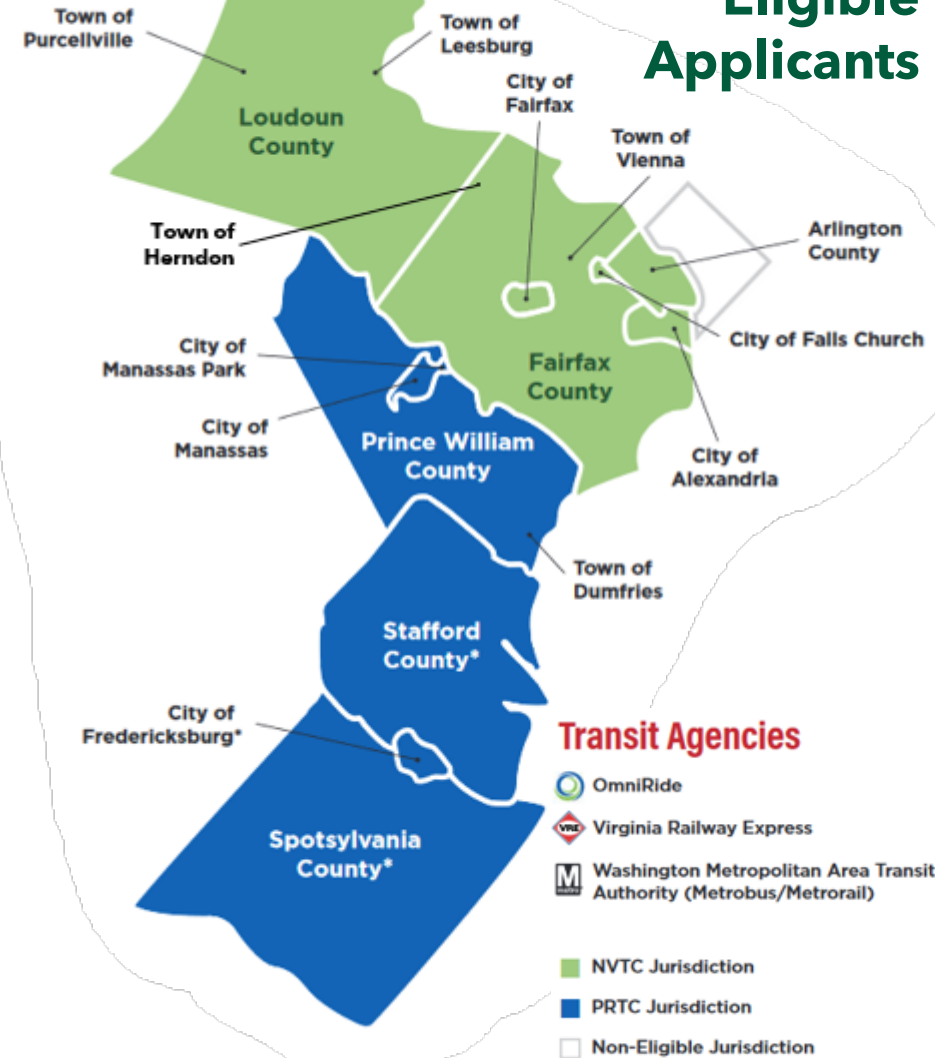 Eligible
Applicants
Town of
Purcellville
Town of
Leesburg
City of
Fairfax
Loudoun
County
Town of
Vienna
Town of
Herndon
Arlington
County
City of Falls Church
City of
Manassas Park
Fairfax
County
City of
Manassas
Prince William
County
City of
Alexandria
Town of
Dumfries
Stafford
County*
City of
Fredericksburg*
Spotsylvania
County*
Transit Agencies
OmniRide
VRE
Virginia Railway Express
M
metro
Washington Metropolitan Area Transit
Authority (Metrobus/Metrorail)
NVTC Jurisdiction
PRTC Jurisdiction
Non-Eligible Jurisdiction